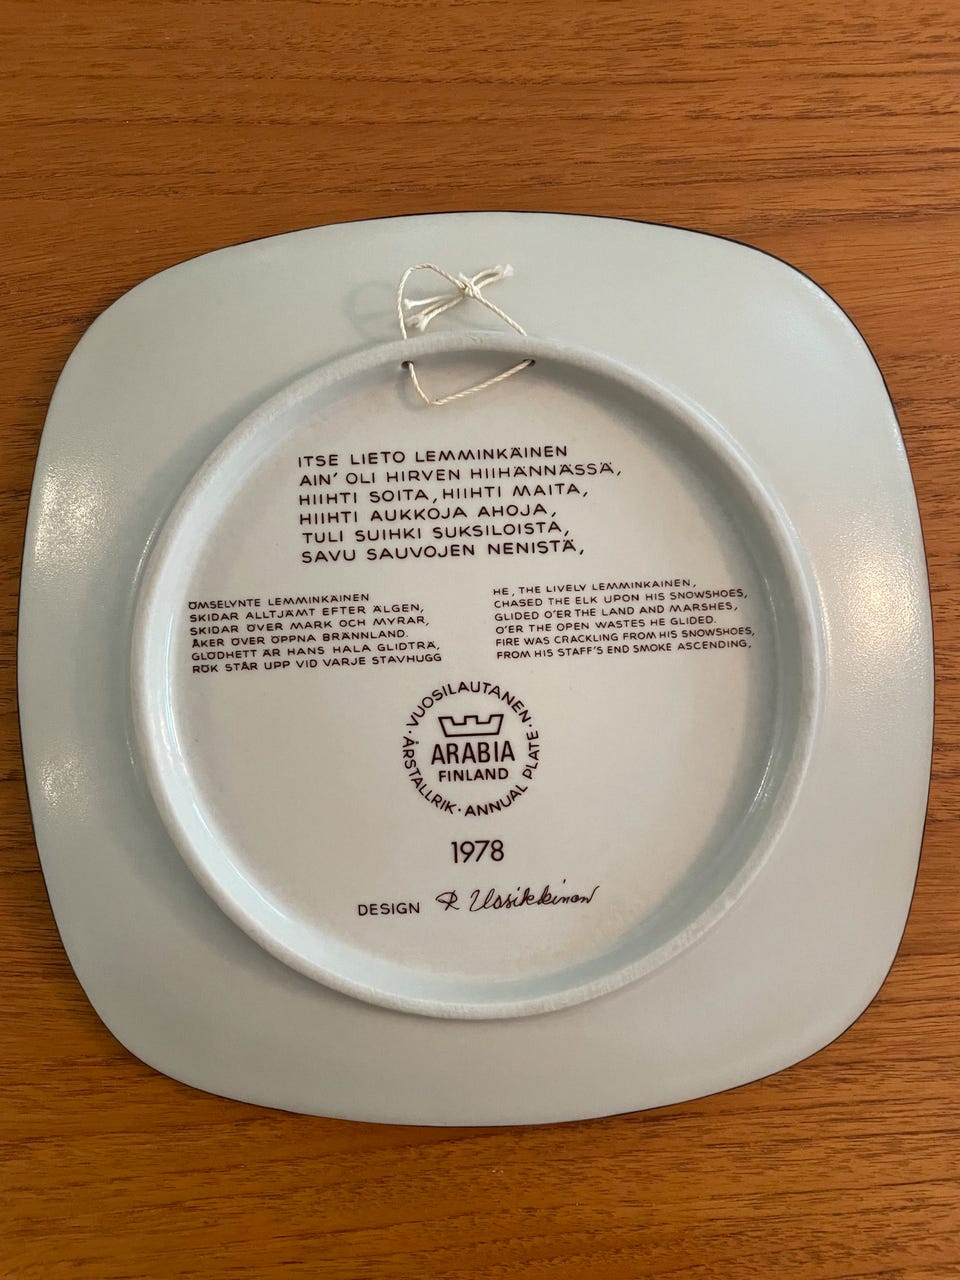 ITSE LIETO LEMMINKÄINEN
AIN' OLI HIRVEN HIIHÄNNÄSSÄ,
HIIHTI SOITA, HIIHTI MAITA,
HIIHTI AUKKOJA AHOJA,
TULI SUIHKI SUKSILOISTA,
SAVU SAUVOJEN NENISTÄ,
ÖMSELYNTE LEMMINKÄINEN
SKIDAR ALLTJÄMT EFTER ÄLGEN,
SKIDAR ÖVER MARK OCH MYRAR,
ÅKER ÖVER ÖPPNA BRÄNNLAND.
GLÖDHETT ÄR HANS HALA GLIDTRÄ,
RÖK STÅR UPP VID VARJE STAVHUGG
HE, THE LIVELY LEMMINKAINEN,
CHASED THE ELK UPON HIS SNOWSHOES,
GLIDED O'ER THE LAND AND MARSHES,
O'ER THE OPEN WASTES HE GLIDED.
FIRE WAS CRACKLING FROM HIS SNOWSHOES,
FROM HIS STAFF'S END SMOKE ASCENDING,
· VUOSILAUTANEN · ANNUAL PLATE · ÅRSTALLRIK
ARABIA
FINLAND
1978
DESIGN R Uosikkinen